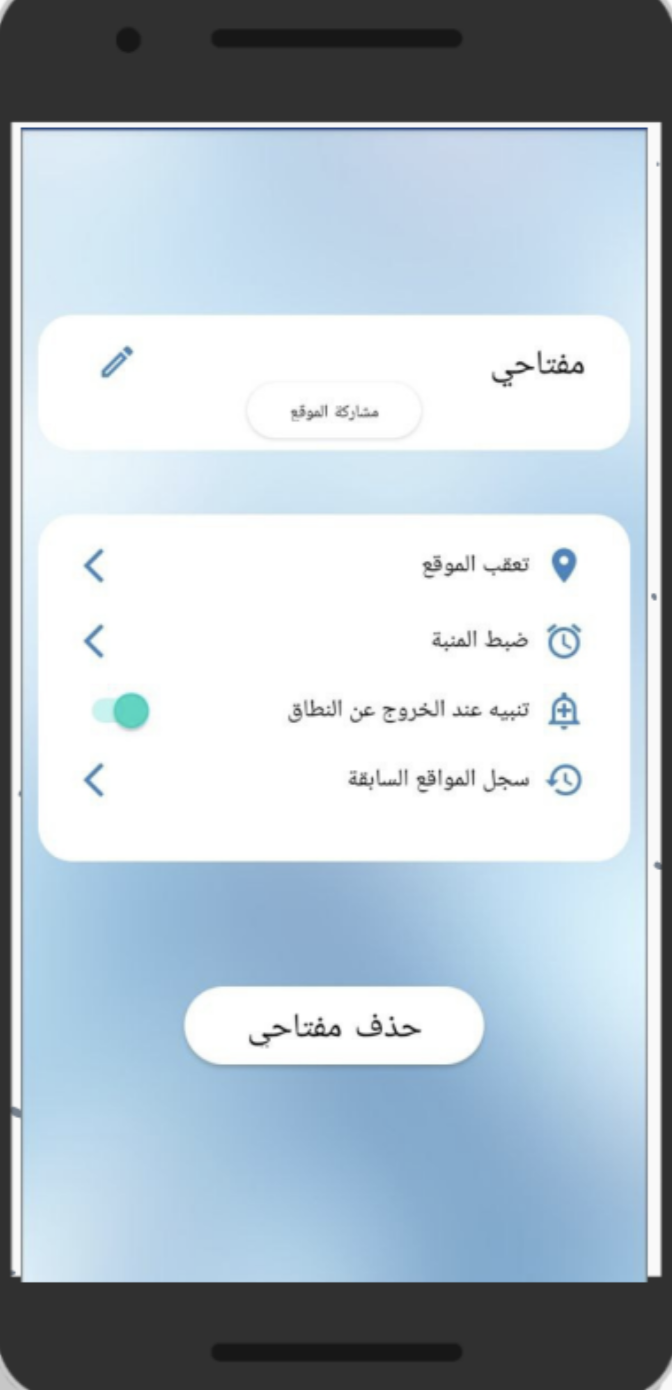 مفتاحي
مشاركة الموقع
تعقب الموقع
ضبط المنبة
تنبيه عند الخروج عن النطاق
سجل المواقع السابقة
حذف مفتاحي